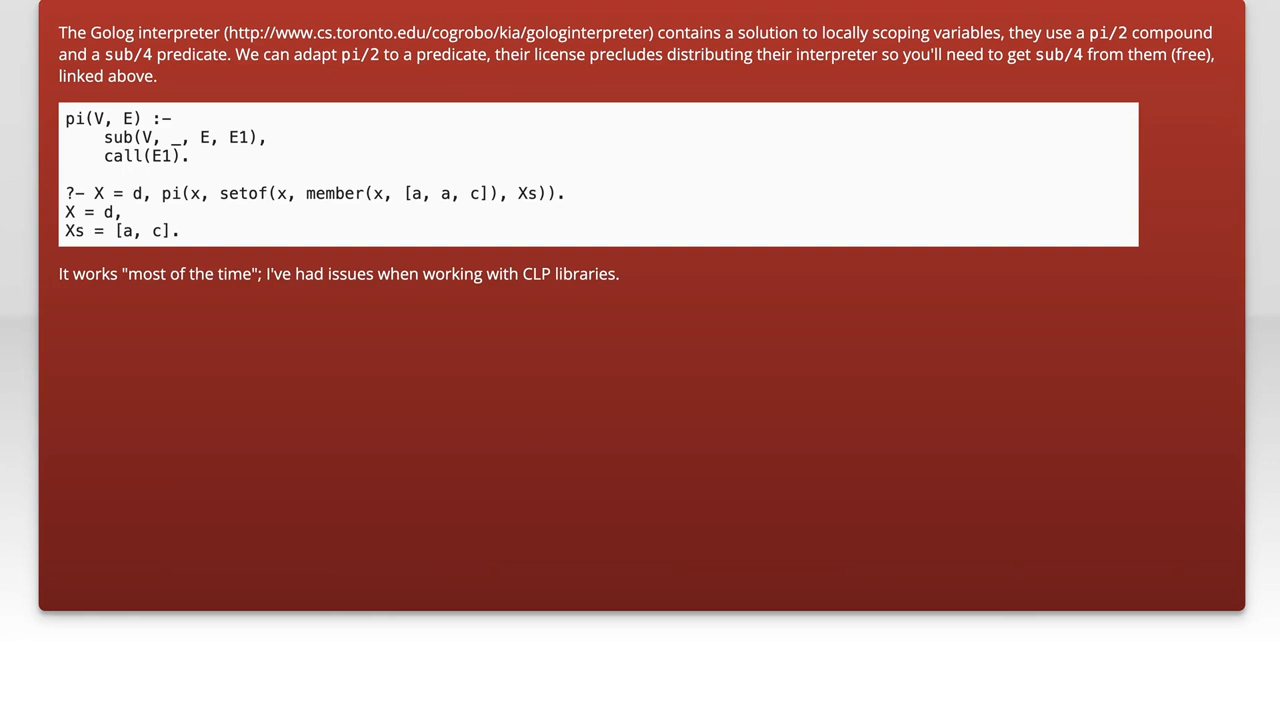 The Golog interpreter (http://www.cs.toronto.edu/cogrobo/kia/gologinterpreter) contains a solution to locally scoping variables, they use a pi/2 compound
and a sub/4 predicate. We can adapt pi/2 to a predicate, their license precludes distributing their interpreter so you'll need to get sub/4 from them (free),
linked above.
pi(V, E) :-
    sub(V, _, E, E1),
    call(E1).
?- X = d, pi(x, setof(x, member(x, [a, a, c]), Xs)).
X = d,
Xs = [a, c].
It works "most of the time"; I've had issues when working with CLP libraries.